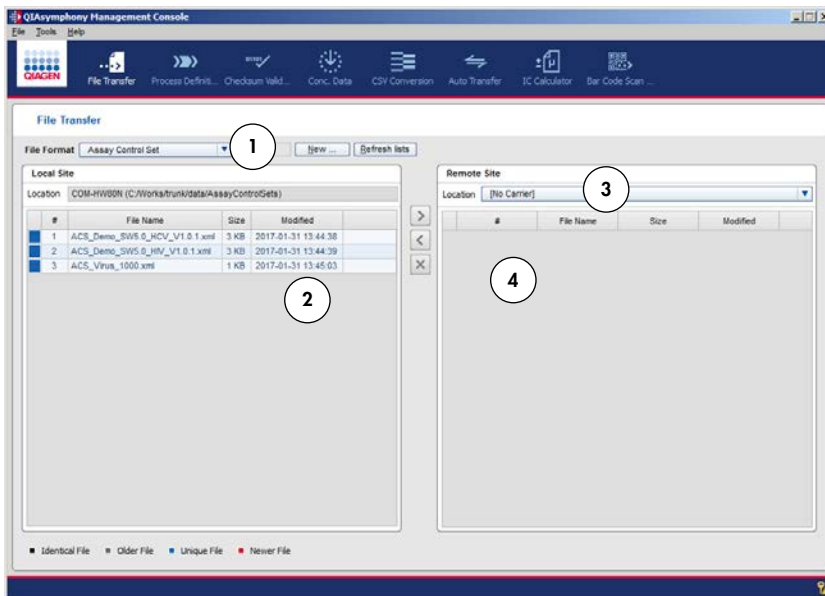 QIAsymphony Management Console
File Tools Help
QIAGEN
File Transfer Process Definiti... Checksum Valid... Conc. Data CSV Conversion Auto Transfer IC Calculator Bar Code Scan ...
File Transfer
File Format Assay Control Set 1 New ... Refresh lists
Local Site
Location COM-HW80N (C:/Works/trunk/data/AssayControlSets)
# File Name Size Modified
1 ACS_Demo_SW5.0_HCV_V1.0.1.xml 3 KB 2017-01-31 13:44:38
2 ACS_Demo_SW5.0_HIV_V1.0.1.xml 3 KB 2017-01-31 13:44:39
3 ACS_Virus_1000.xml 1 KB 2017-01-31 13:45:03
2
> 
<
X
Remote Site
Location [No Carrier] 3
# File Name Size Modified
4
Identical File Older File Unique File Newer File